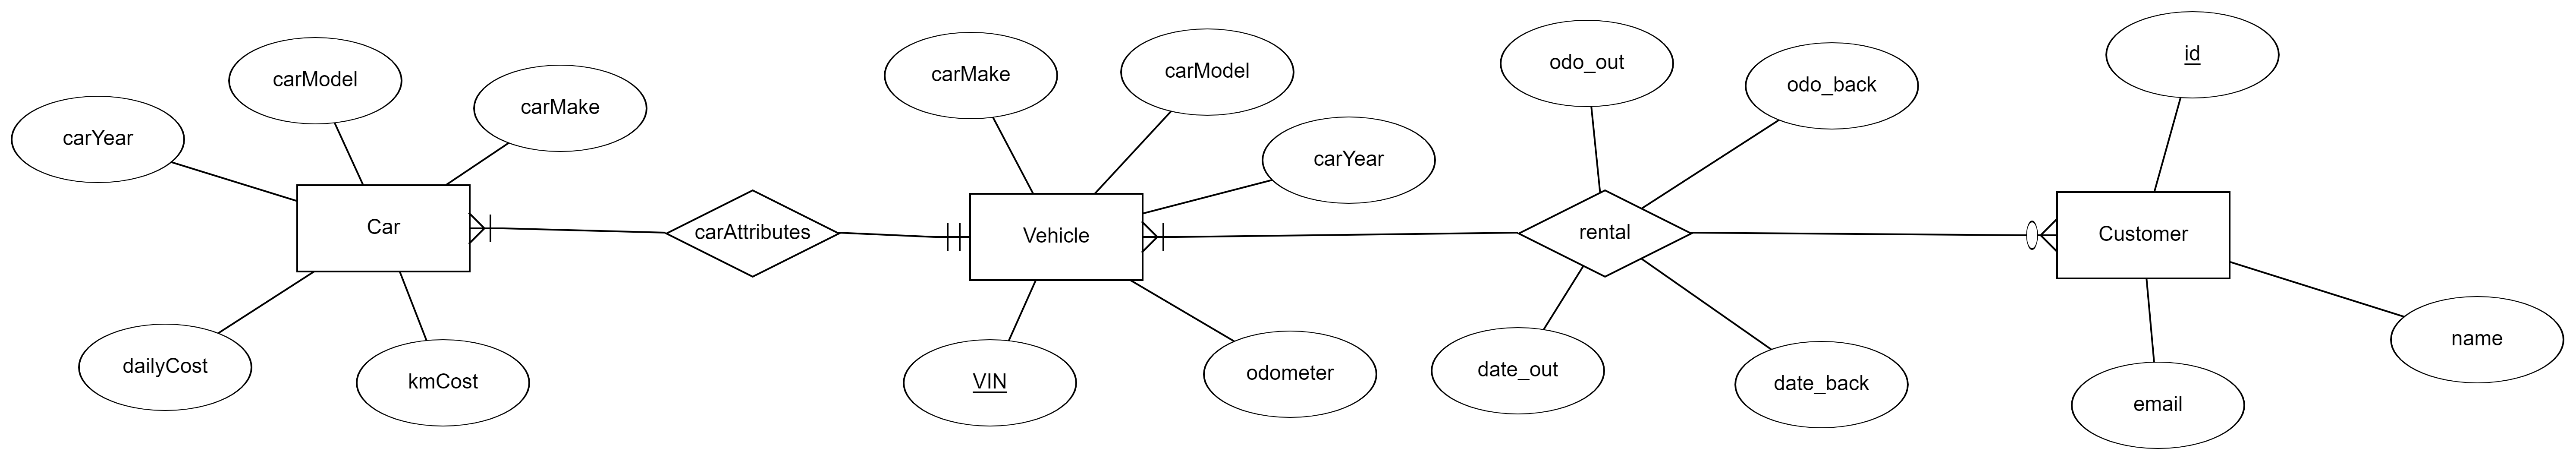 carYear
carModel
carMake
Car
dailyCost
kmCost
carAttributes
carMake
carModel
carYear
Vehicle
VIN
odometer
odo_out
odo_back
rental
date_out
date_back
id
Customer
name
email